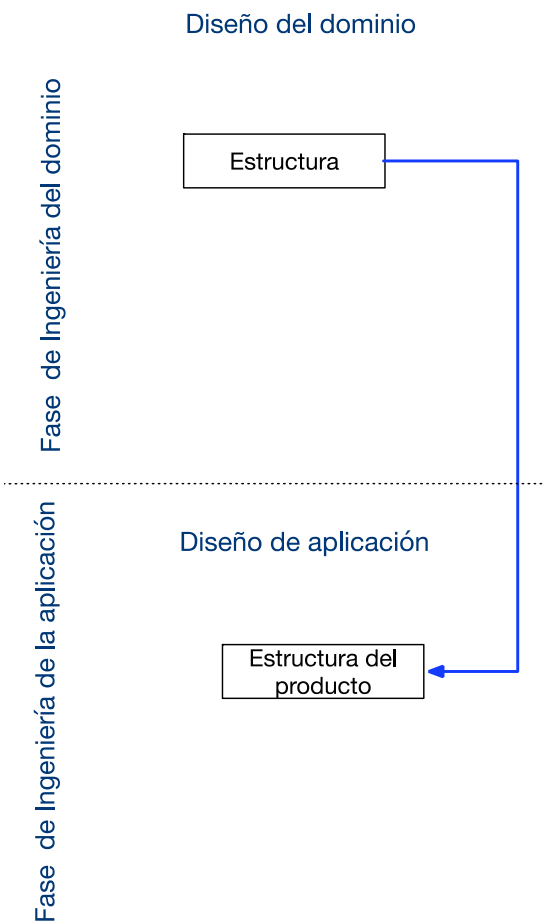 Diseño del dominio
Fase de Ingeniería del dominio
Estructura
Diseño de aplicación
Fase de Ingeniería de la aplicación
Estructura del
producto